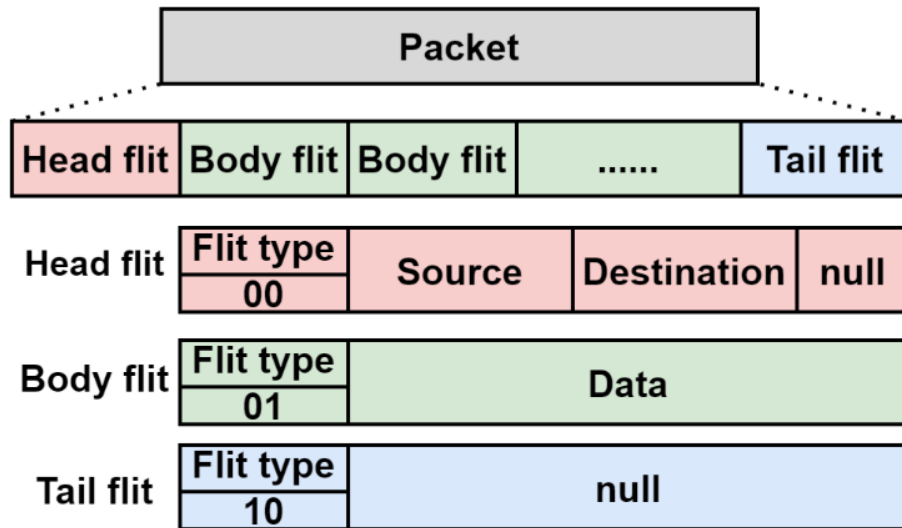 Packet
Head flit Body flit Body flit ...... Tail flit
Head flit Flit type Source Destination null
00
Body flit Flit type Data
01
Tail flit Flit type null
10